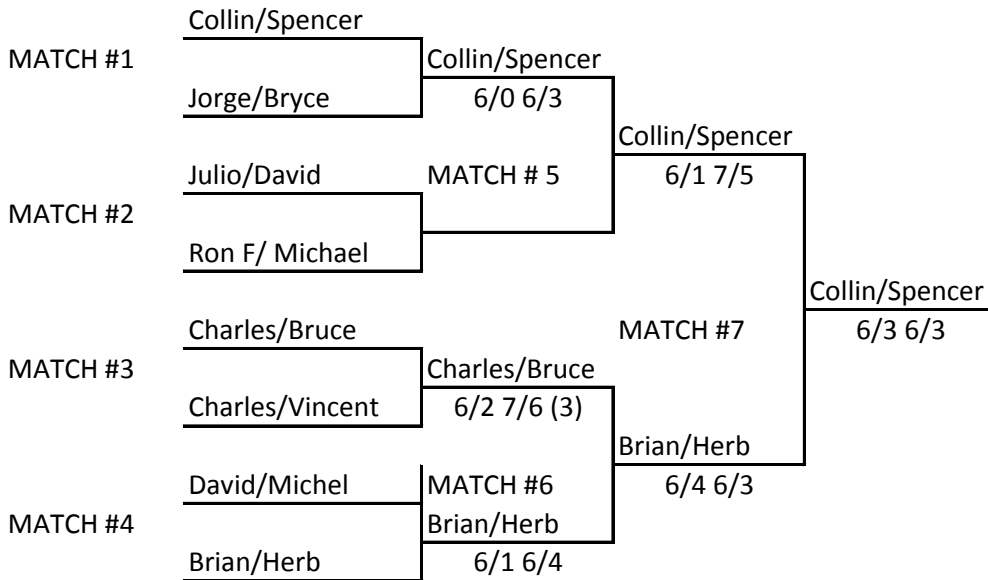 Collin/Spencer
MATCH #1
Collin/Spencer
Jorge/Bryce
6/0 6/3
Collin/Spencer
Julio/David
MATCH # 5
6/1 7/5
MATCH #2
Ron F/ Michael
Collin/Spencer
Charles/Bruce
MATCH #7
6/3 6/3
MATCH #3
Charles/Bruce
Charles/Vincent
6/2 7/6 (3)
Brian/Herb
David/Michel
MATCH #6
6/4 6/3
MATCH #4
Brian/Herb
Brian/Herb
6/1 6/4